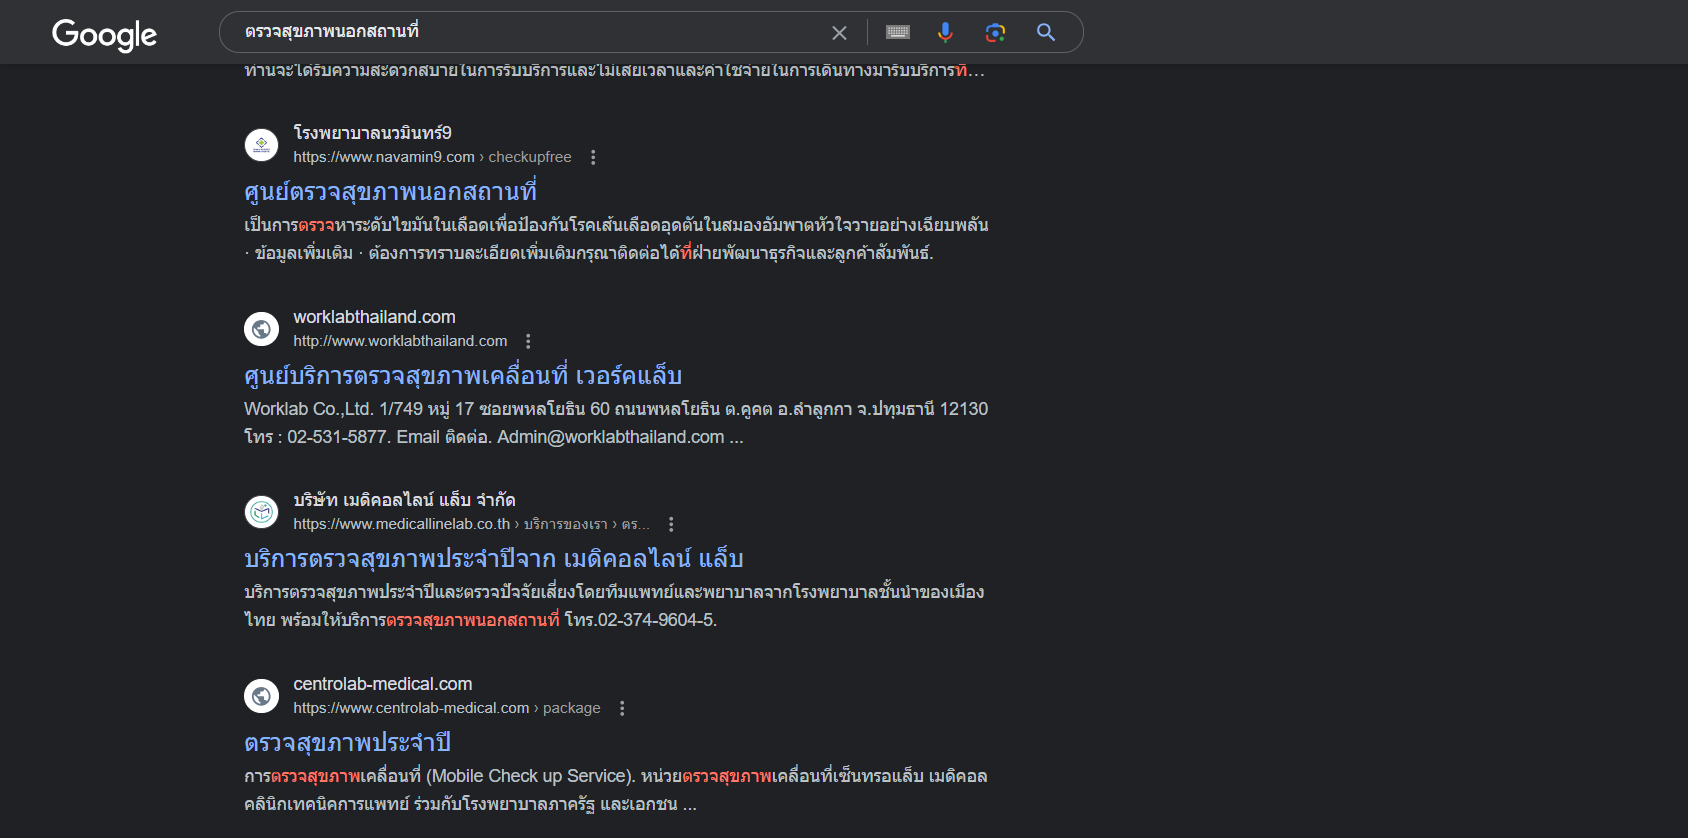 Google
ตรวจสุขภาพนอกสถานที่
ท่านจะได้รับความสะดวกสบายในการรับบริการและไม่เสียเวลาและค่าใช้จ่ายในการเดินทางมารับบริการที่...
โรงพยาบาลนวมินทร์9
https://www.navamin9.com › checkupfree
ศูนย์ตรวจสุขภาพนอกสถานที่
เป็นการตรวจหาระดับไขมันในเลือดเพื่อป้องกันโรคเส้นเลือดอุดตันในสมองอัมพาตหัวใจวายอย่างเฉียบพลัน
· ข้อมูลเพิ่มเติม · ต้องการทราบละเอียดเพิ่มเติมกรุณาติดต่อได้ที่ฝ่ายพัฒนาธุรกิจและลูกค้าสัมพันธ์.
worklabthailand.com
http://www.worklabthailand.com
ศูนย์บริการตรวจสุขภาพเคลื่อนที่ เวอร์คแล็บ
Worklab Co.,Ltd. 1/749 หมู่ 17 ซอยพหลโยธิน 60 ถนนพหลโยธิน ต.คูคต อ.ลำลูกกา จ.ปทุมธานี 12130
โทร : 02-531-5877. Email ติดต่อ. Admin@worklabthailand.com ...
บริษัท เมดิคอลไลน์ แล็บ จำกัด
https://www.medicallinelab.co.th › บริการของเรา › ตร...
บริการตรวจสุขภาพประจำปีจาก เมดิคอลไลน์ แล็บ
บริการตรวจสุขภาพประจำปีและตรวจปัจจัยเสี่ยงโดยทีมแพทย์และพยาบาลจากโรงพยาบาลชั้นนำของเมือง
ไทย พร้อมให้บริการตรวจสุขภาพนอกสถานที่ โทร.02-374-9604-5.
centrolab-medical.com
https://www.centrolab-medical.com › package
ตรวจสุขภาพประจำปี
การตรวจสุขภาพเคลื่อนที่ (Mobile Check up Service). หน่วยตรวจสุขภาพเคลื่อนที่เซ็นทรอแล็บ เมดิคอล
คลินิกเทคนิคการแพทย์ ร่วมกับโรงพยาบาลภาครัฐ และเอกชน ...